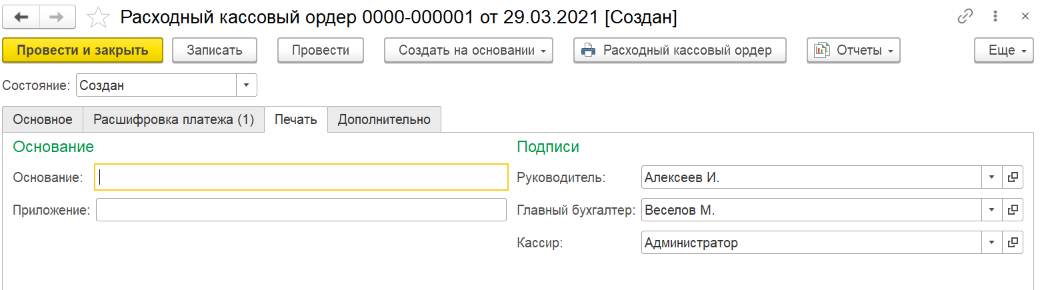 Расходный кассовый ордер 0000-000001 от 29.03.2021 [Создан]
Провести и закрыть Записать Провести Создать на основании Расходный кассовый ордер Отчеты Еще
Состояние: Создан
Основное Расшифровка платежа (1) Печать Дополнительно
Основание Подписи
Основание: Руководитель: Алексеев И.
Приложение: Главный бухгалтер: Веселов М.
Кассир: Администратор